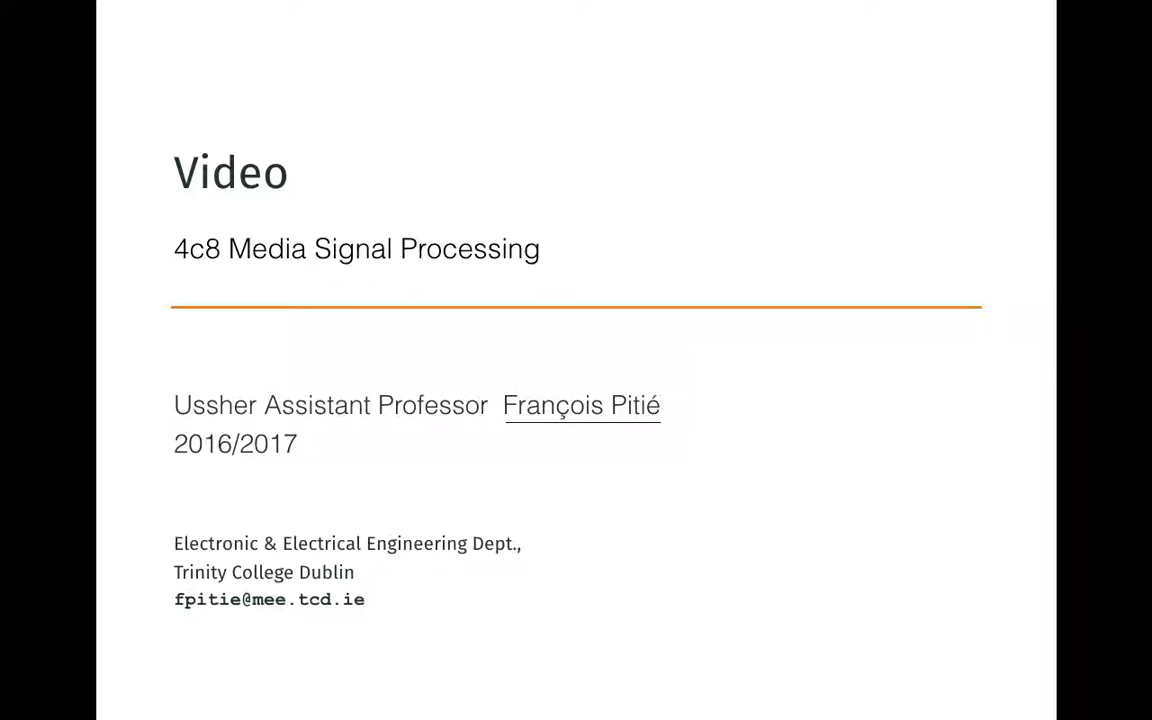 Video
4c8 Media Signal Processing
Ussher Assistant Professor François Pitié
2016/2017
Electronic & Electrical Engineering Dept.,
Trinity College Dublin
fpitie@mee.tcd.ie